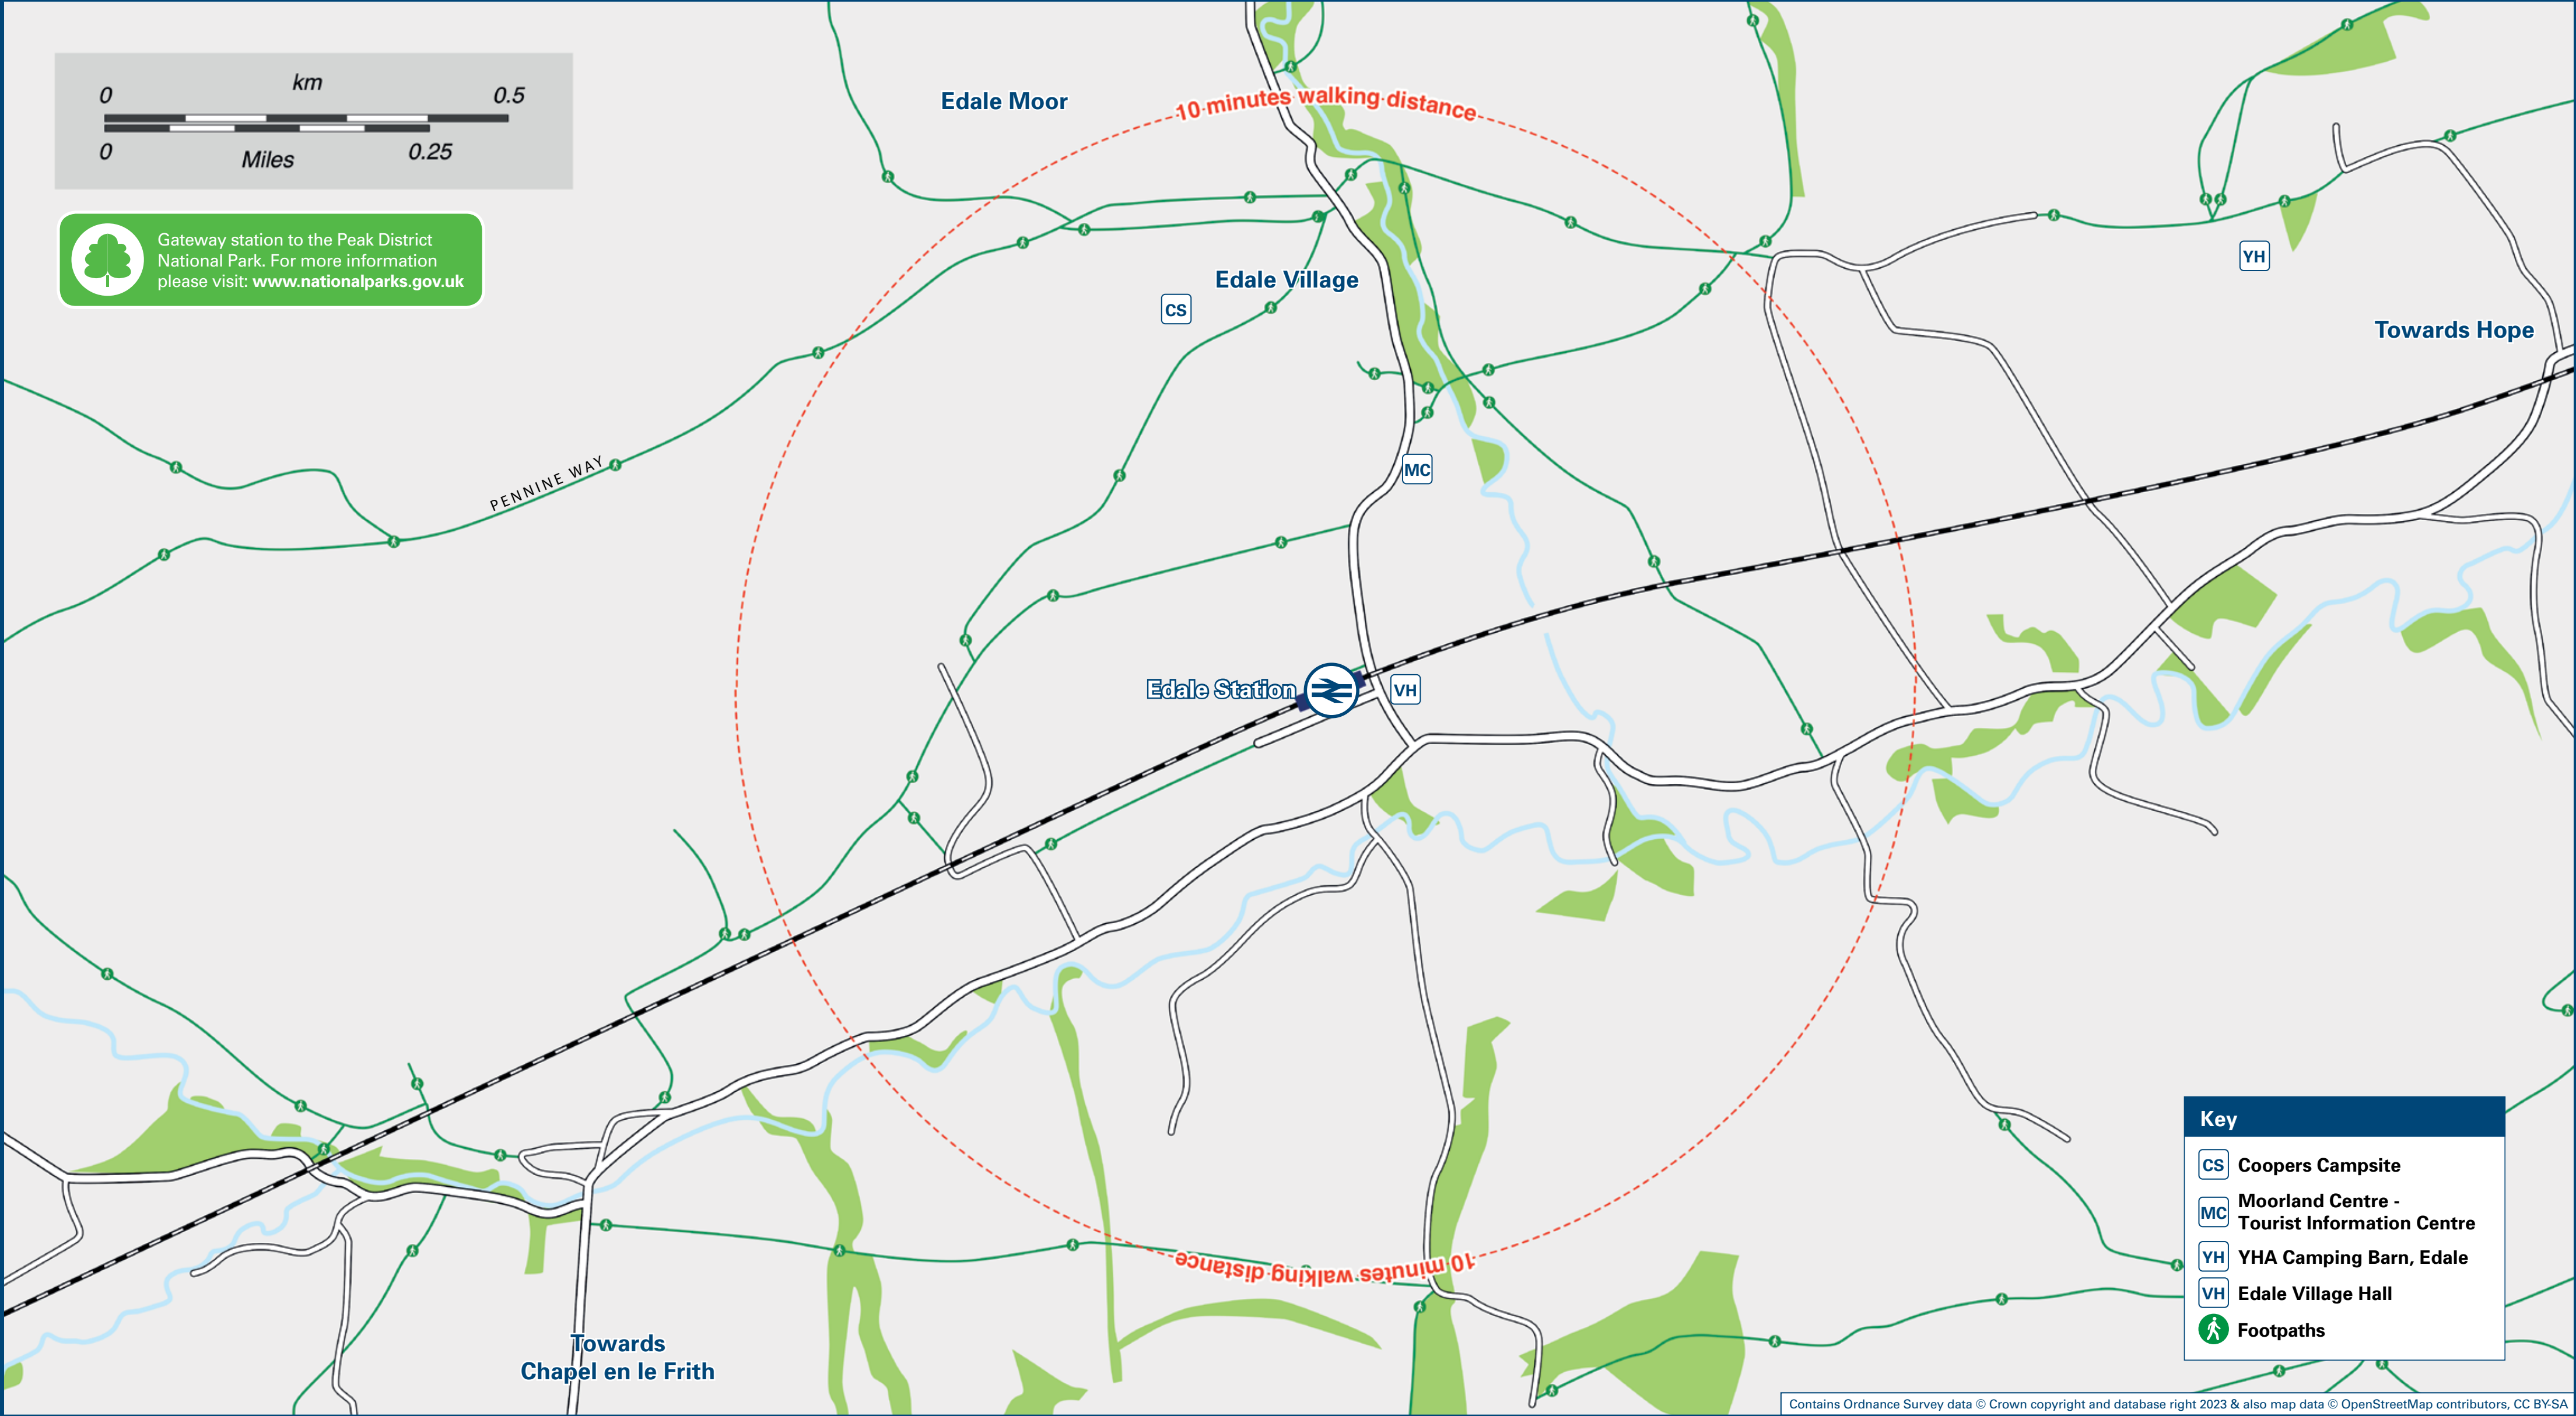 km
0 0.5
0 0.25
Miles
Gateway station to the Peak District
National Park. For more information
please visit: www.nationalparks.gov.uk
Edale Moor
10 minutes walking distance
Edale Village
CS
YH
Towards Hope
PENNINE WAY
MC
Edale Station
VH
10 minutes walking distance
Towards
Chapel en le Frith
Key
CS Coopers Campsite
MC Moorland Centre -
Tourist Information Centre
YH YHA Camping Barn, Edale
VH Edale Village Hall
Footpaths
Contains Ordnance Survey data © Crown copyright and database right 2023 & also map data © OpenStreetMap contributors, CC BY-SA